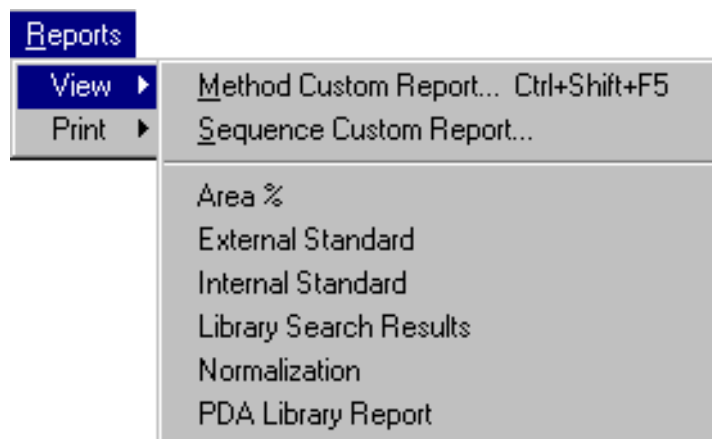 Reports
View
Print
Method Custom Report... Ctrl+Shift+F5
Sequence Custom Report...
Area %
External Standard
Internal Standard
Library Search Results
Normalization
PDA Library Report